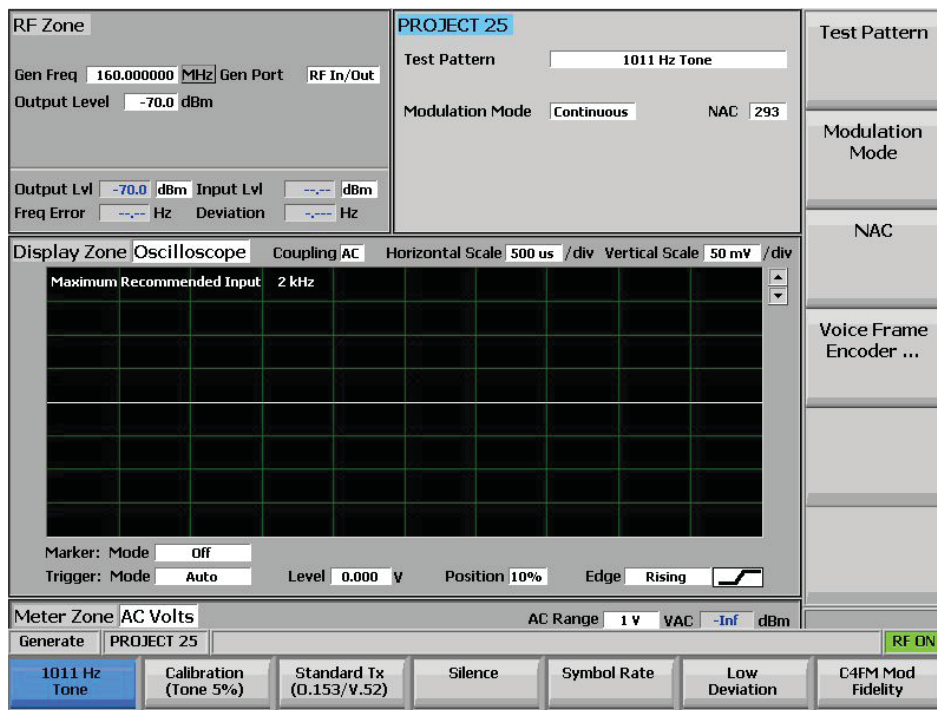 RF Zone
Gen Freq 160.000000 MHz Gen Port RF In/Out
Output Level -70.0 dBm
Output Lvl -70.0 dBm Input Lvl --.-- dBm
Freq Error --.-- Hz Deviation -.--- Hz
PROJECT 25
Test Pattern 1011 Hz Tone
Modulation Mode Continuous NAC 293
Display Zone Oscilloscope Coupling AC Horizontal Scale 500 us /div Vertical Scale 50 mV /div
Maximum Recommended Input 2 kHz
Marker: Mode Off
Trigger: Mode Auto Level 0.000 V Position 10% Edge Rising
Meter Zone AC Volts AC Range 1 V VAC -Inf dBm
Generate PROJECT 25 RF ON
Test Pattern
Modulation
Mode
NAC
Voice Frame
Encoder ...
1011 Hz
Tone
Calibration
(Tone 5%)
Standard Tx
(0.153/V.52)
Silence
Symbol Rate
Low
Deviation
C4FM Mod
Fidelity